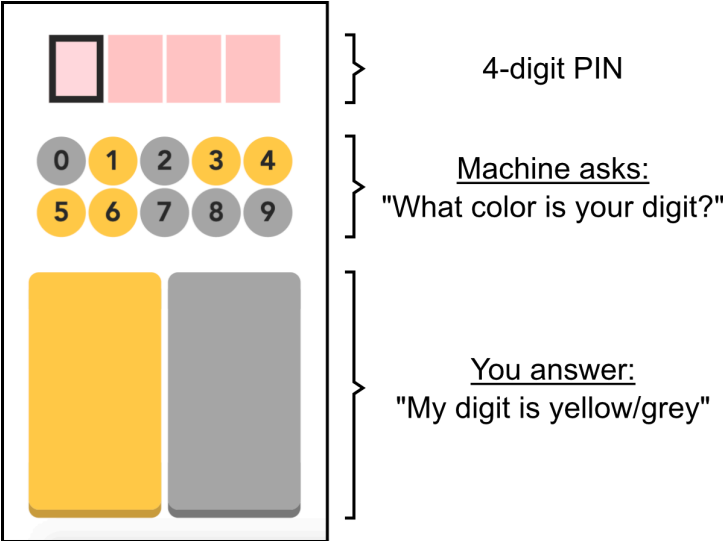 4-digit PIN
0 1 2 3 4
5 6 7 8 9
Machine asks:
"What color is your digit?"
You answer:
"My digit is yellow/grey"